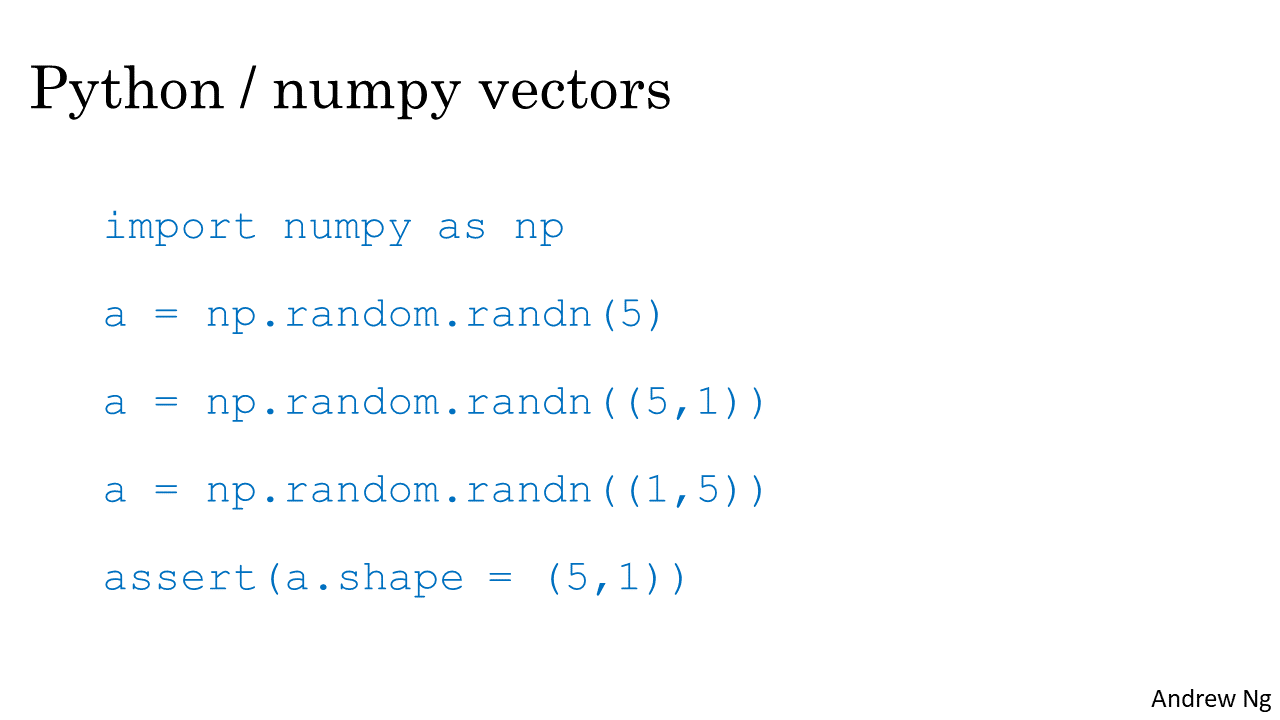 Python / numpy vectors
import numpy as np
a = np.random.randn(5)
a = np.random.randn((5,1))
a = np.random.randn((1,5))
assert(a.shape = (5,1))
Andrew Ng